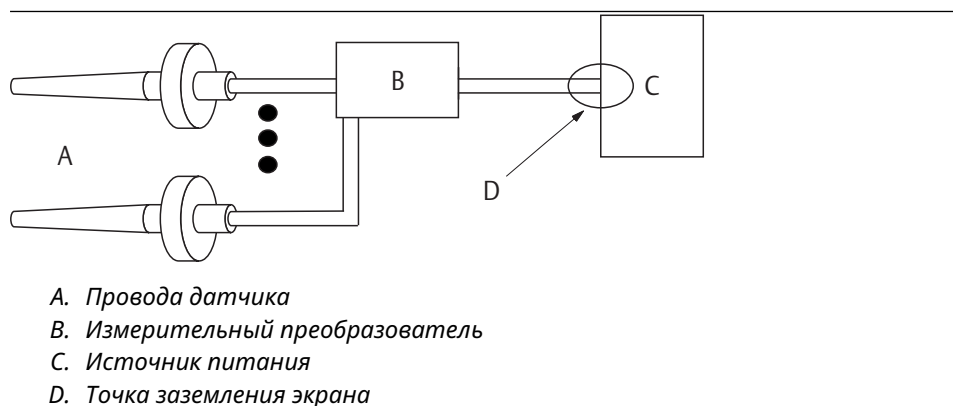 B
C
A
D
A. Провода датчика
B. Измерительный преобразователь
C. Источник питания
D. Точка заземления экрана